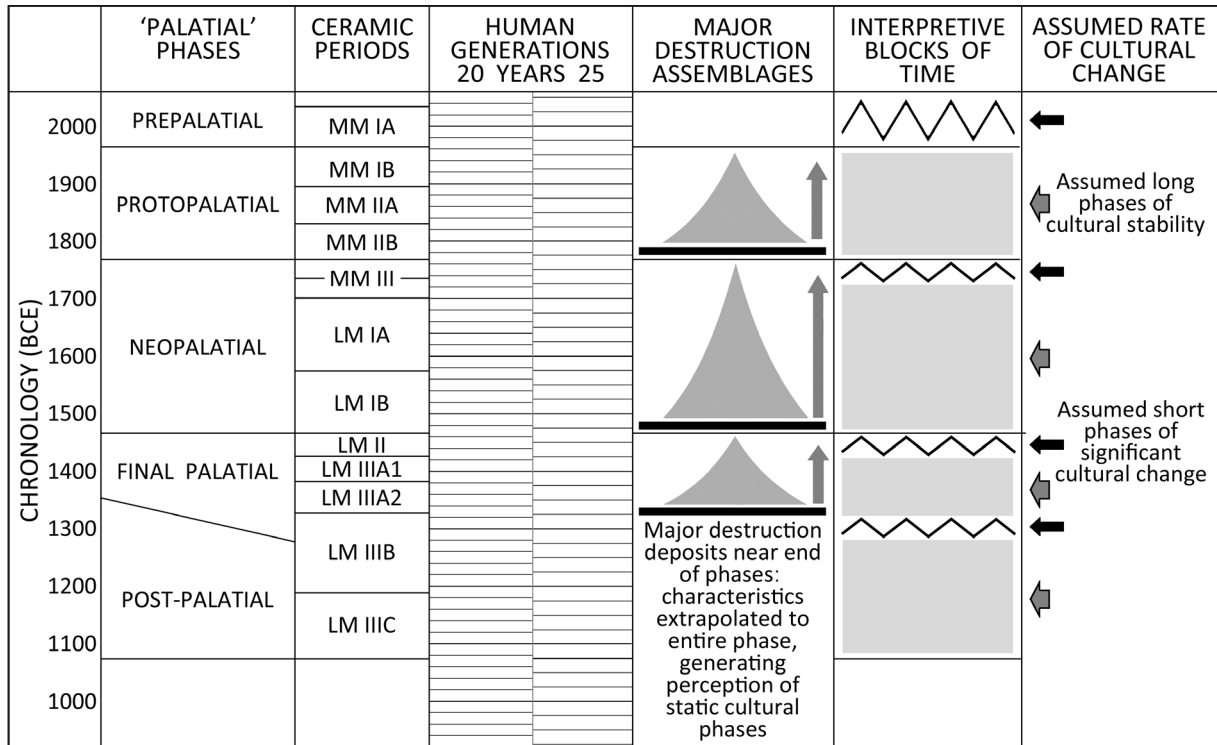 'PALATIAL'
PHASES
CERAMIC
PERIODS
HUMAN
GENERATIONS
20 YEARS 25
MAJOR
DESTRUCTION
ASSEMBLAGES
INTERPRETIVE
BLOCKS OF
TIME
ASSUMED RATE
OF CULTURAL
CHANGE
CHRONOLOGY (BCE)
2000
1900
1800
1700
1600
1500
1400
1300
1200
1100
1000
PREPALATIAL
PROTOPALATIAL
NEOPALATIAL
FINAL PALATIAL
POST-PALATIAL
MM IA
MM IB
MM IIA
MM IIB
MM III
LM IA
LM IB
LM II
LM IIIA1
LM IIIA2
LM IIIB
LM IIIC
Major destruction
deposits near end
of phases:
characteristics
extrapolated to
entire phase,
generating
perception of
static cultural
phases
Assumed long
phases of
cultural stability
Assumed short
phases of
significant
cultural change